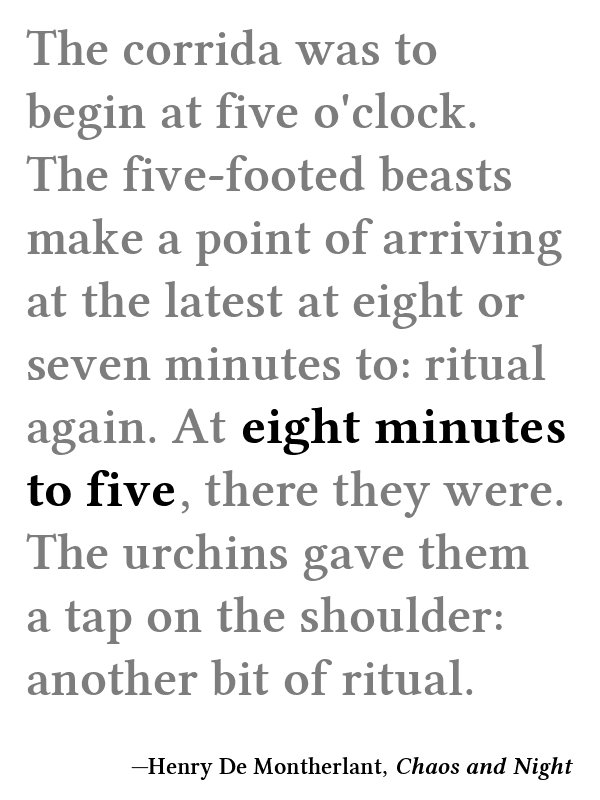 The corrida was to
begin at five o'clock.
The five-footed beasts
make a point of arriving
at the latest at eight or
seven minutes to: ritual
again. At eight minutes
to five, there they were.
The urchins gave them
a tap on the shoulder:
another bit of ritual.
—Henry De Montherlant, Chaos and Night